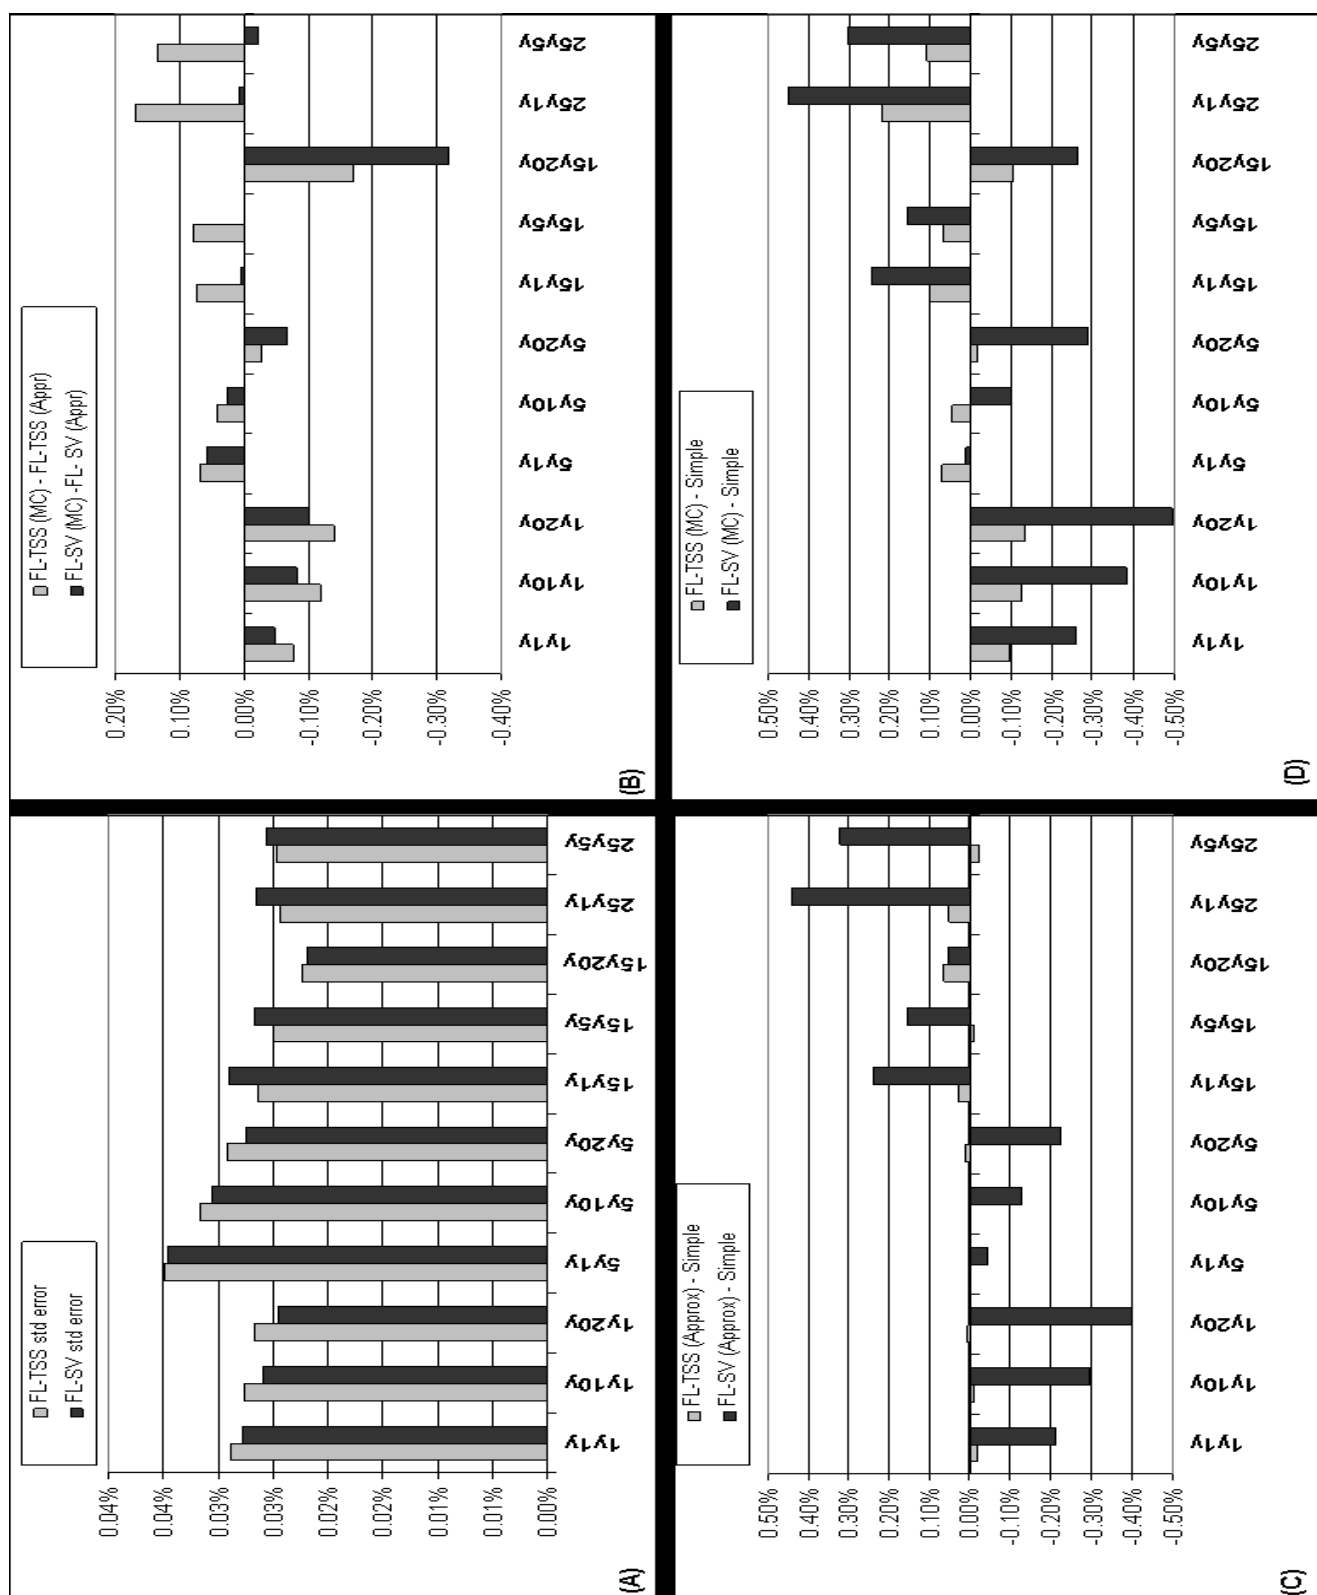 FL-TSS std error
FL-SV std error
0.04%
0.04%
0.03%
0.03%
0.02%
0.02%
0.01%
0.01%
0.00%
1y1y
1y10y
1y20y
5y1y
5y10y
5y20y
15y1y
15y5y
15y20y
25y1y
25y5y
(A)
FL-TSS (MC) - FL-TSS (Appr)
FL-SV (MC) -FL- SV (Appr)
0.20%
0.10%
0.00%
-0.10%
-0.20%
-0.30%
-0.40%
1y1y
1y10y
1y20y
5y1y
5y10y
5y20y
15y1y
15y5y
15y20y
25y1y
25y5y
(B)
FL-TSS (Approx) - Simple
FL-SV (Approx) - Simple
0.50%
0.40%
0.30%
0.20%
0.10%
0.00%
-0.10%
-0.20%
-0.30%
-0.40%
-0.50%
1y1y
1y10y
1y20y
5y1y
5y10y
5y20y
15y1y
15y5y
15y20y
25y1y
25y5y
(C)
FL-TSS (MC) - Simple
FL-SV (MC) - Simple
0.50%
0.40%
0.30%
0.20%
0.10%
0.00%
-0.10%
-0.20%
-0.30%
-0.40%
-0.50%
1y1y
1y10y
1y20y
5y1y
5y10y
5y20y
15y1y
15y5y
15y20y
25y1y
25y5y
(D)